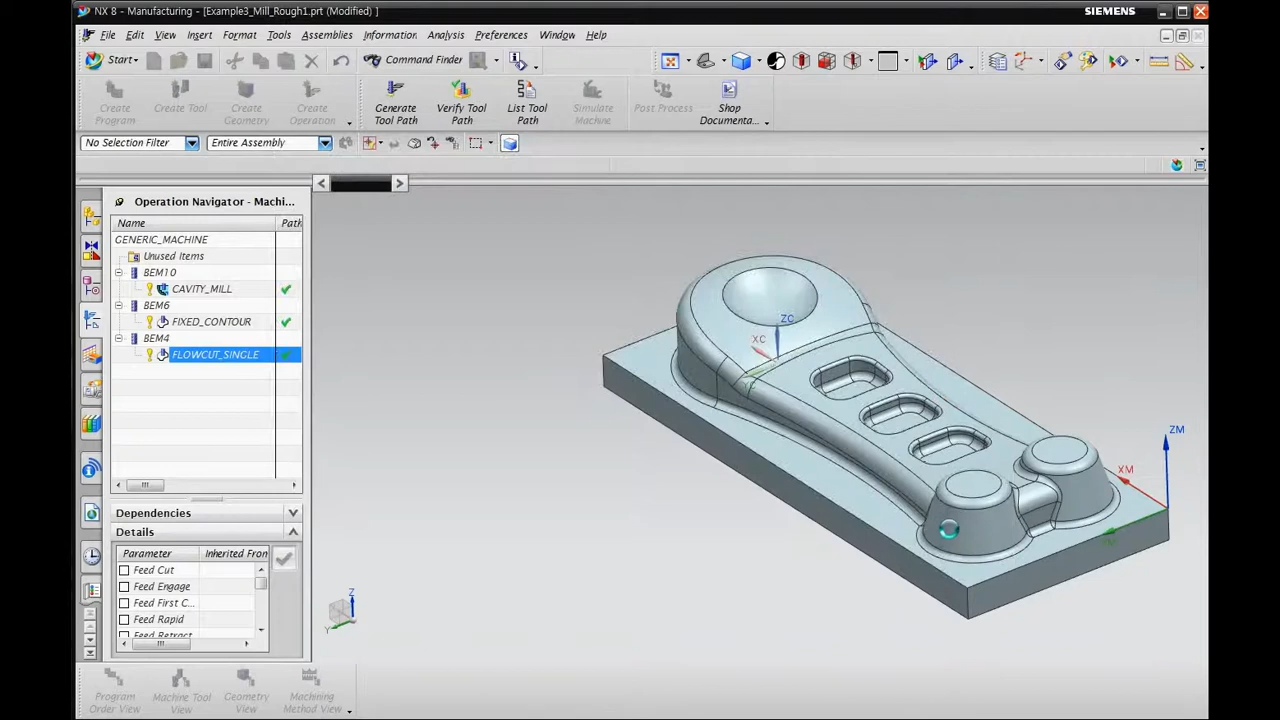 NX 8 - Manufacturing - [Example3_Mill_Rough1.prt (Modified) ]
SIEMENS
File Edit View Insert Format Tools Assemblies Information Analysis Preferences Window Help
Start
Command Finder
Create Program
Create Tool
Create Geometry
Create Operation
Generate Tool Path
Verify Tool Path
List Tool Path
Simulate Machine
Post Process
Shop Documenta...
No Selection Filter
Entire Assembly
Operation Navigator - Machi...
Name Path
GENERIC_MACHINE
Unused Items
BEM10
CAVITY_MILL
BEM6
FIXED_CONTOUR
BEM4
FLOWCUT_SINGLE
Dependencies
Details
Parameter Inherited Fron
Feed Cut
Feed Engage
Feed First C...
Feed Rapid
Feed Retract
Program Order View
Machine Tool View
Geometry View
Machining Method View
ZC
XC
ZM
XM
Z
Y